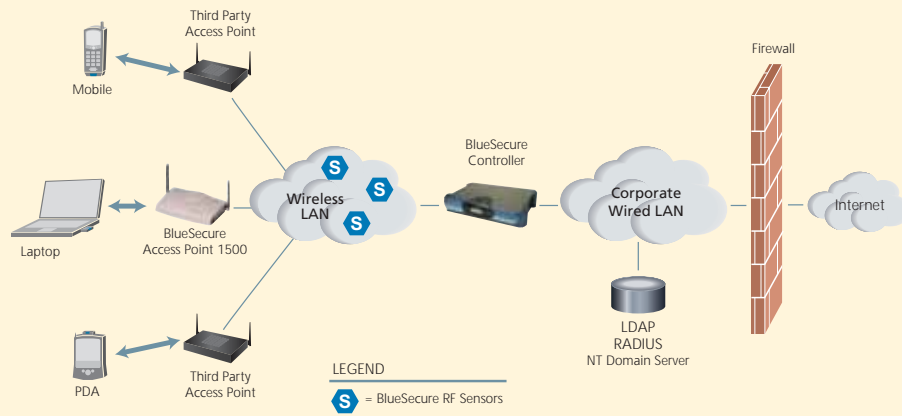 Third Party
Access Point
Mobile
Firewall
BlueSecure
Controller
S
S
S
Wireless
LAN
Corporate
Wired LAN
Internet
Laptop
BlueSecure
Access Point 1500
LDAP
RADIUS
NT Domain Server
PDA
Third Party
Access Point
LEGEND
S = BlueSecure RF Sensors